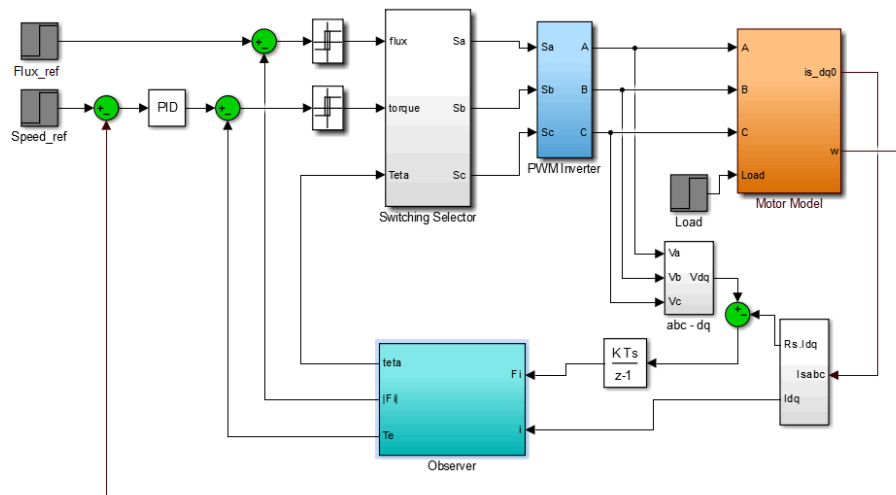 Flux_ref
Speed_ref
PID
flux
torque
Teta
Sa
Sb
Sc
Switching Selector
Sa
Sb
Sc
A
B
C
PWM Inverter
A
B
C
Load
is_dq0
w
Motor Model
Load
Va
Vb
Vc
Vdq
abc - dq
Rs.Idq
Isabc
Idq
K Ts
z-1
teta
|Fi|
Te
Fi
i
Observer